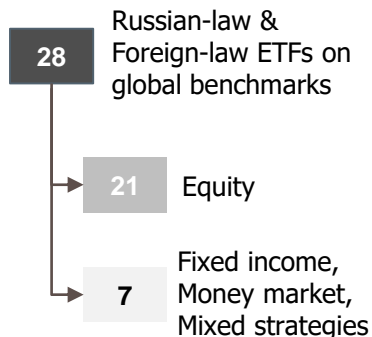 28
Russian-law &
Foreign-law ETFs on
global benchmarks
21
Equity
7
Fixed income,
Money market,
Mixed strategies